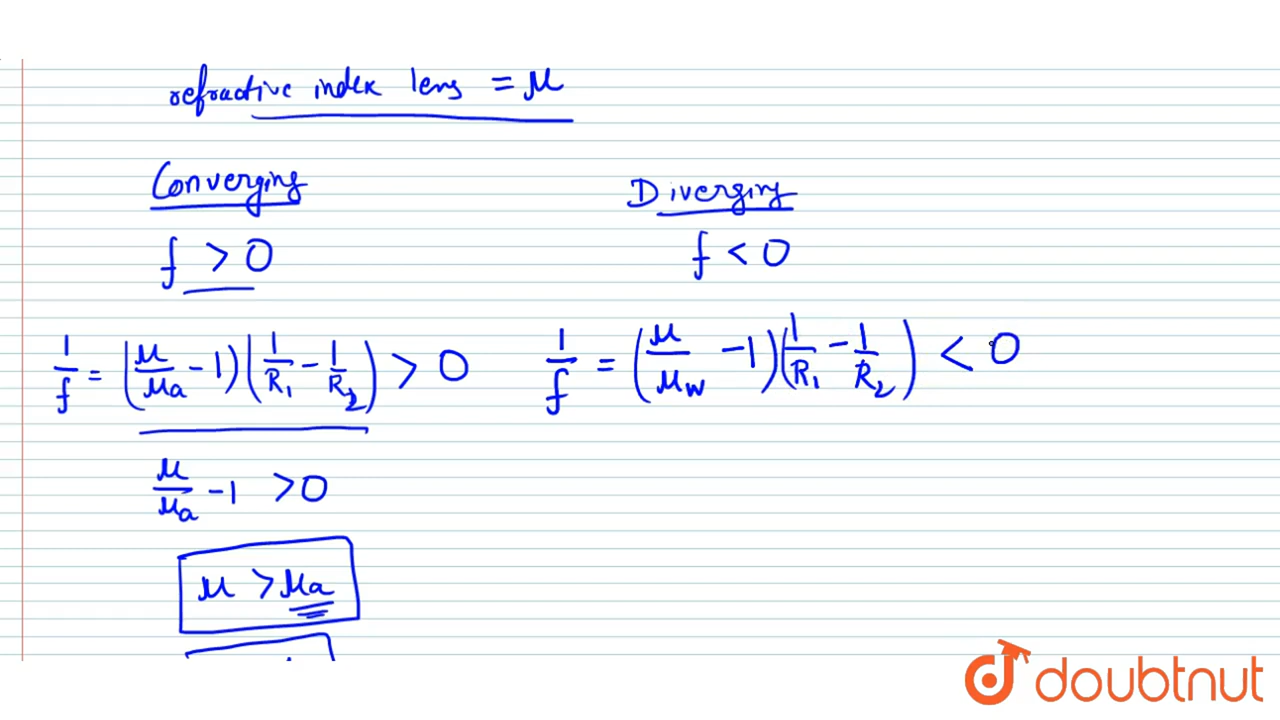 refractive index lens = μ
Converging
f > 0
1/f = (μ/μa - 1)(1/R1 - 1/R2) > 0
μ/μa - 1 > 0
μ > μa
Diverging
f < 0
1/f = (μ/μw - 1)(1/R1 - 1/R2) < 0
doubtnut